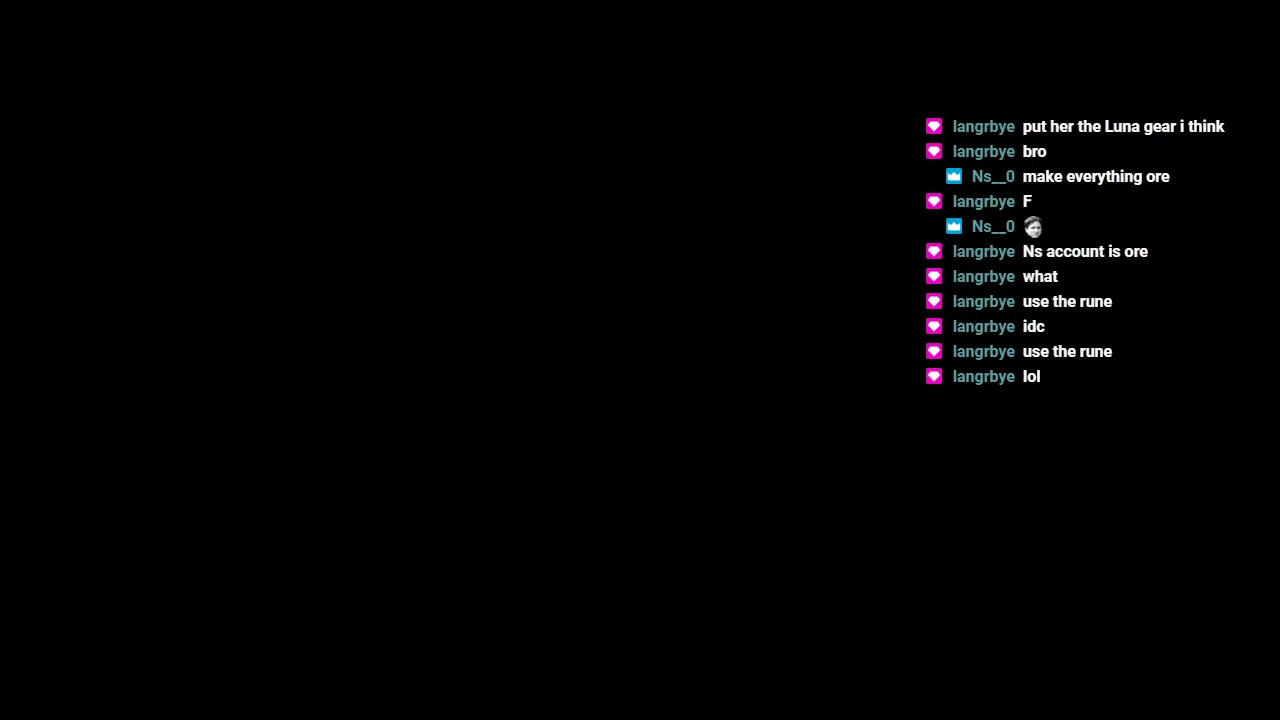 langrbye put her the Luna gear i think
langrbye bro
Ns__0 make everything ore
langrbye F
Ns__0
langrbye Ns account is ore
langrbye what
langrbye use the rune
langrbye idc
langrbye use the rune
langrbye lol